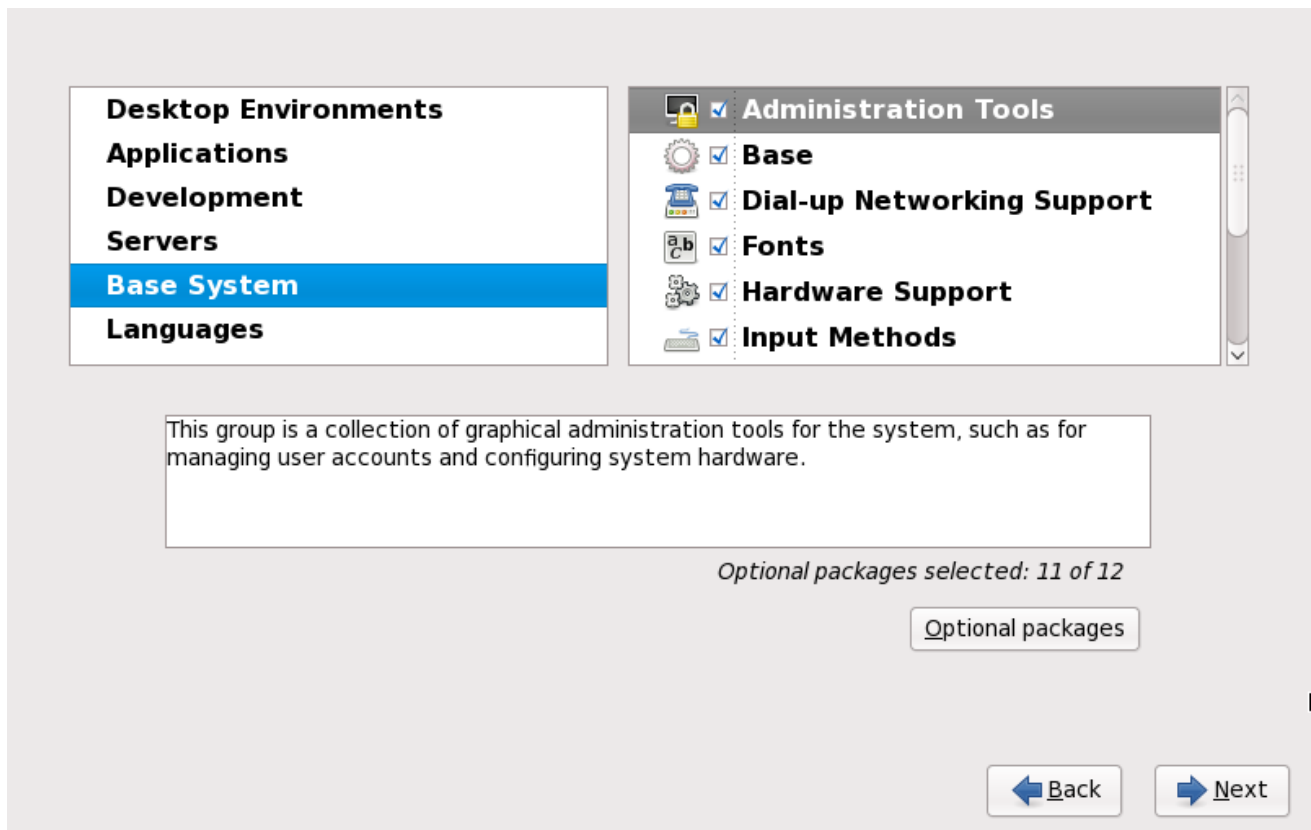 Desktop Environments
Applications
Development
Servers
Base System
Languages
Administration Tools
Base
Dial-up Networking Support
Fonts
Hardware Support
Input Methods
This group is a collection of graphical administration tools for the system, such as for
managing user accounts and configuring system hardware.
Optional packages selected: 11 of 12
Optional packages
Back
Next